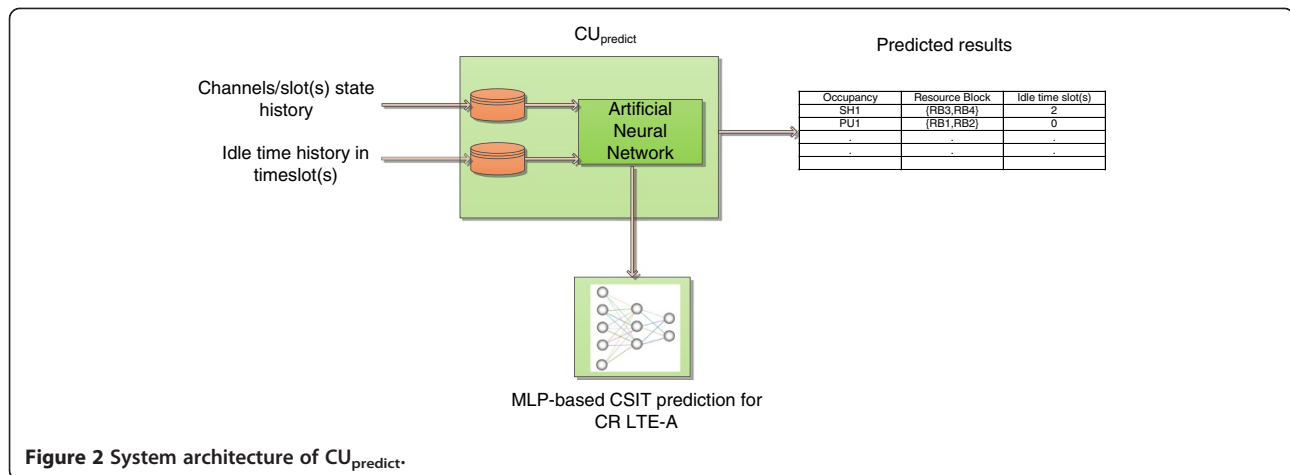 CUpredict
Predicted results
Channels/slot(s) state
history
Idle time history in
timeslot(s)
Artificial
Neural
Network
Occupancy Resource Block Idle time slot(s)
SH1 {RB3,RB4} 2
PU1 {RB1,RB2} 0
. . .
. . .
MLP-based CSIT prediction for
CR LTE-A
Figure 2 System architecture of CUpredict.